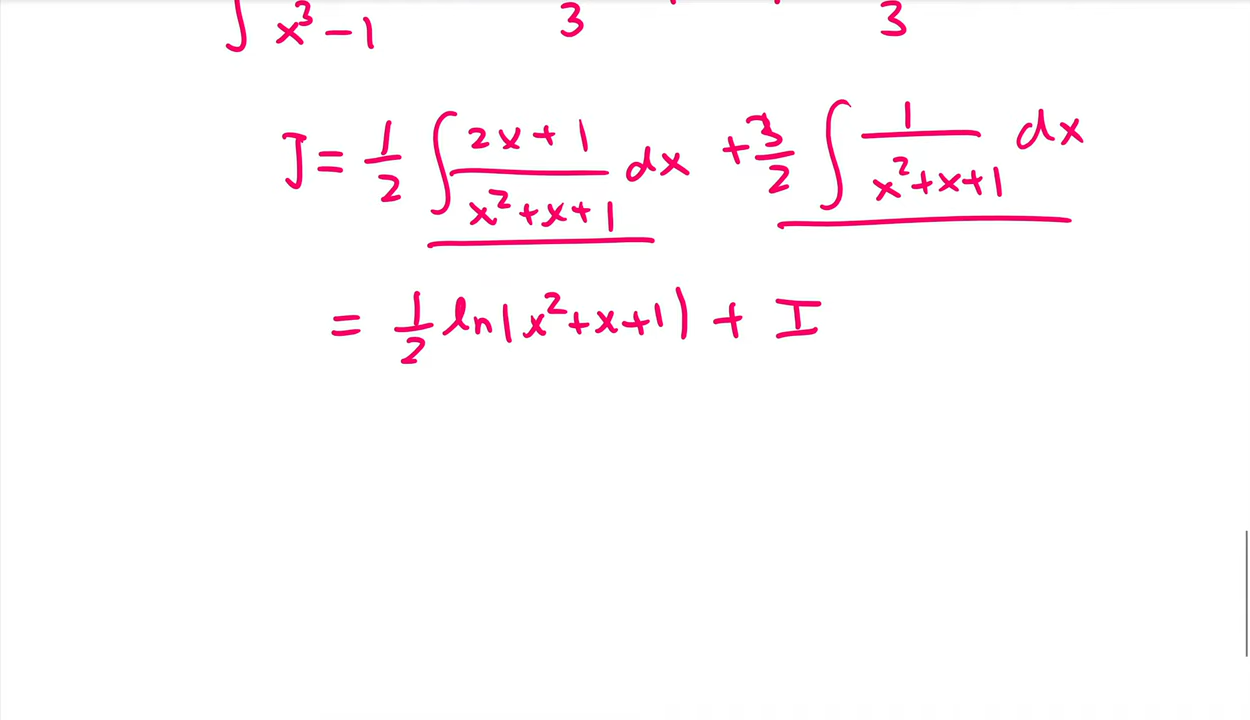 ∫ x³ − 1 3 3
J = 1/2 ∫ (2x + 1)/(x² + x + 1) dx + 3/2 ∫ 1/(x² + x + 1) dx
= 1/2 ln|x² + x + 1| + I